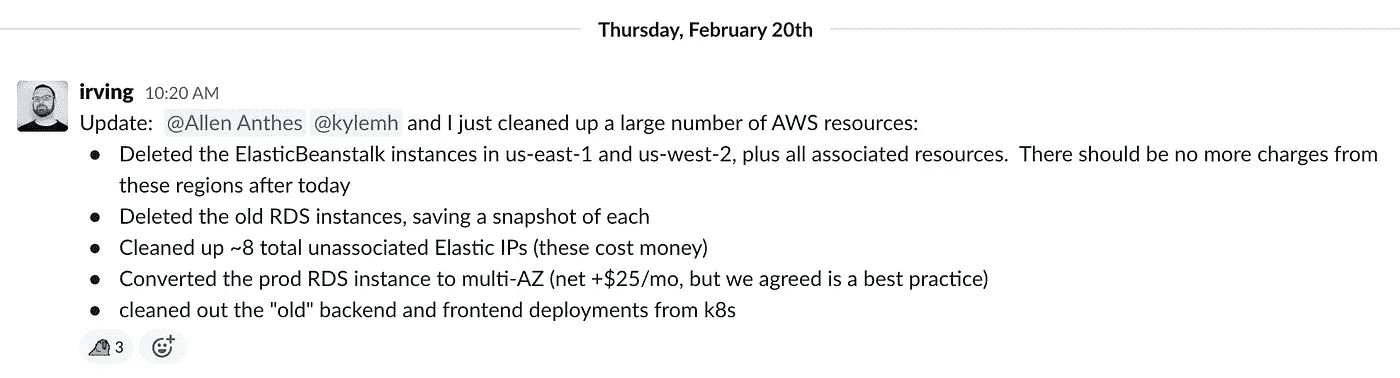 Thursday, February 20th
irving 10:20 AM
Update: @Allen Anthes @kylemh and I just cleaned up a large number of AWS resources:
● Deleted the ElasticBeanstalk instances in us-east-1 and us-west-2, plus all associated resources. There should be no more charges from
these regions after today
● Deleted the old RDS instances, saving a snapshot of each
● Cleaned up ~8 total unassociated Elastic IPs (these cost money)
● Converted the prod RDS instance to multi-AZ (net +$25/mo, but we agreed is a best practice)
● cleaned out the "old" backend and frontend deployments from k8s
3